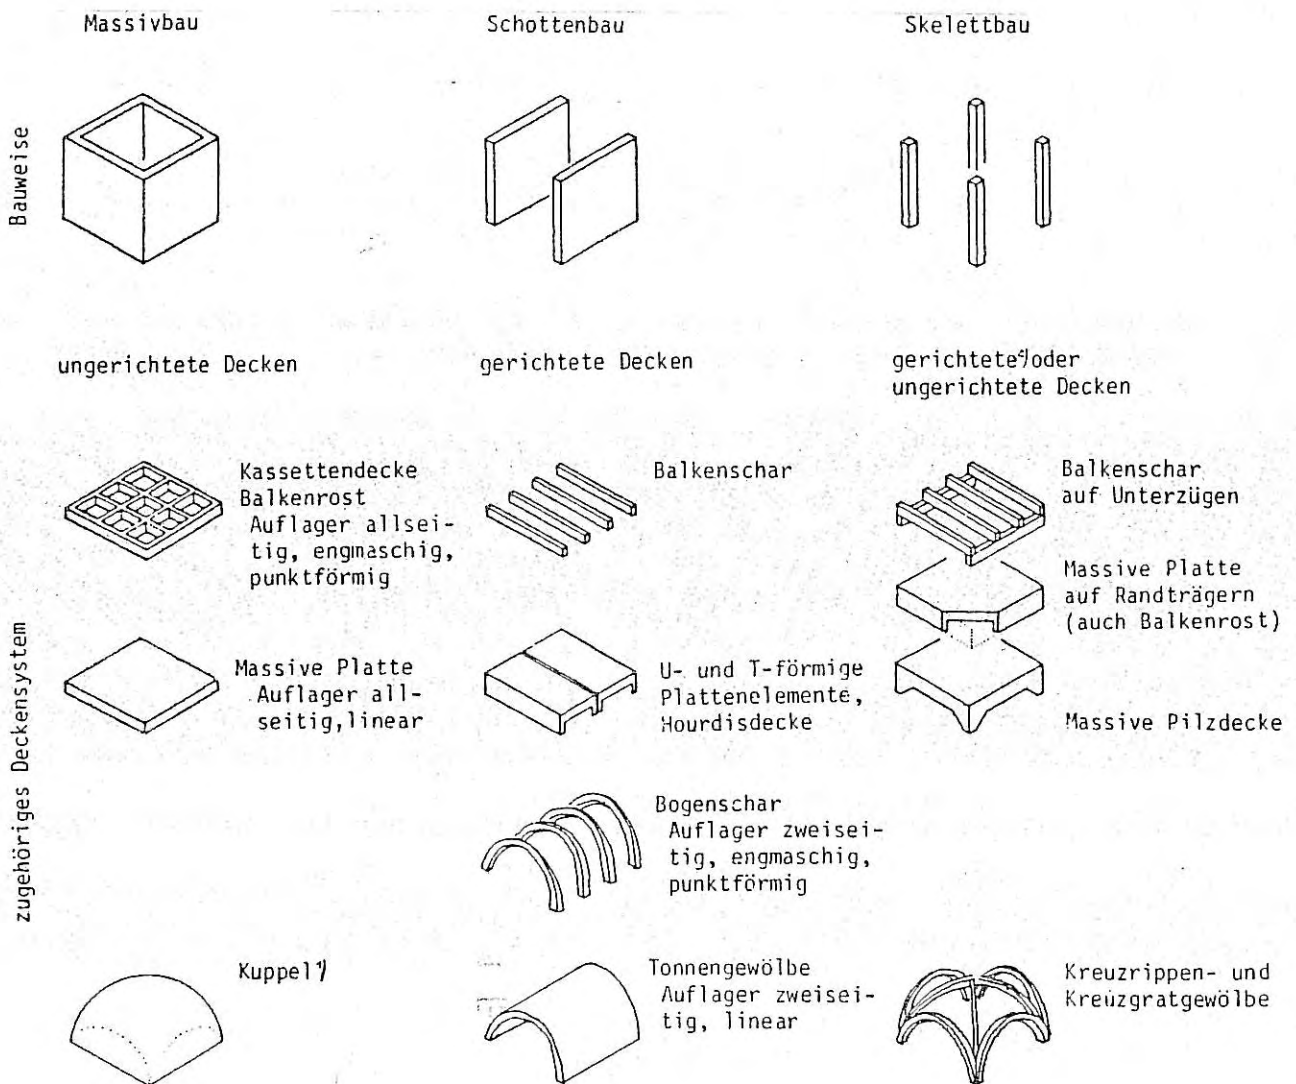 Massivbau
Schottenbau
Skelettbau
Bauweise
ungerichtete Decken
gerichtete Decken
gerichtete⁴⁾oder
ungerichtete Decken
zugehöriges Deckensystem
Kassettendecke
Balkenrost
Auflager allsei-
tig, engmaschig,
punktförmig
Balkenschar
Balkenschar
auf Unterzügen
Massive Platte
auf Randträgern
(auch Balkenrost)
Massive Platte
Auflager all-
seitig,linear
U- und T-förmige
Plattenelemente,
Hourdisdecke
Massive Pilzdecke
Bogenschar
Auflager zweisei-
tig, engmaschig,
punktförmig
Kuppel¹⁾
Tonnengewölbe
Auflager zweisei-
tig, linear
Kreuzrippen- und
Kreuzgratgewölbe